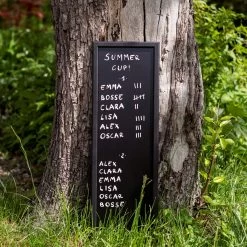 SUMMER
CUP!
1
EMMA III
BOSSE IIII
CLARA II
LISA IIII
ALEX III
OSCAR III
2
ALEX
CLARA
EMMA
LISA
OSCAR
BOSSE